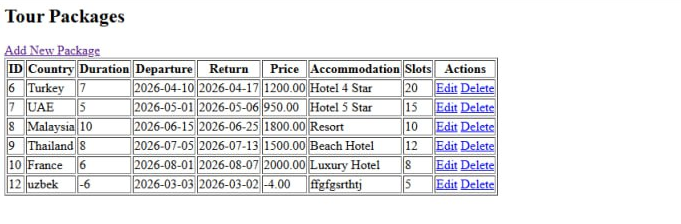 Tour Packages
Add New Package
ID Country Duration Departure Return Price Accommodation Slots Actions
6 Turkey 7 2026-04-10 2026-04-17 1200.00 Hotel 4 Star 20 Edit Delete
7 UAE 5 2026-05-01 2026-05-06 950.00 Hotel 5 Star 15 Edit Delete
8 Malaysia 10 2026-06-15 2026-06-25 1800.00 Resort 10 Edit Delete
9 Thailand 8 2026-07-05 2026-07-13 1500.00 Beach Hotel 12 Edit Delete
10 France 6 2026-08-01 2026-08-07 2000.00 Luxury Hotel 8 Edit Delete
12 uzbek -6 2026-03-03 2026-03-02 -4.00 ffgfgsrthtj 5 Edit Delete